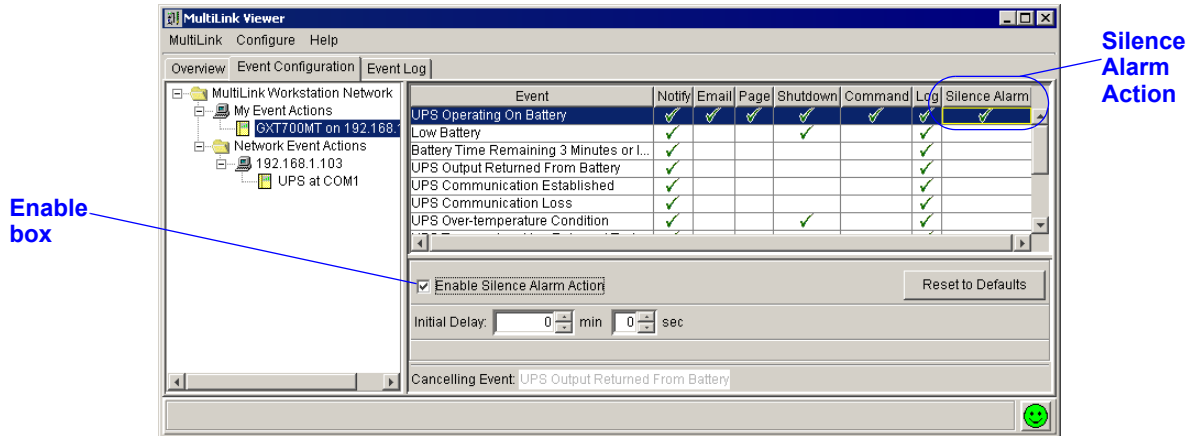 MultiLink Viewer
MultiLink Configure Help
Overview Event Configuration Event Log
MultiLink Workstation Network
My Event Actions
GXT700MT on 192.168.
Network Event Actions
192.168.1.103
UPS at COM1
Event Notify Email Page Shutdown Command Log Silence Alarm
UPS Operating On Battery
Low Battery
Battery Time Remaining 3 Minutes or l...
UPS Output Returned From Battery
UPS Communication Established
UPS Communication Loss
UPS Over-temperature Condition
Enable Silence Alarm Action
Reset to Defaults
Initial Delay: 0 min 0 sec
Cancelling Event: UPS Output Returned From Battery
Enable
box
Silence
Alarm
Action